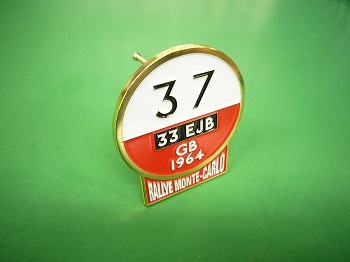 37
33 EJB
GB
1964
RALLYE MONTE-CARLO